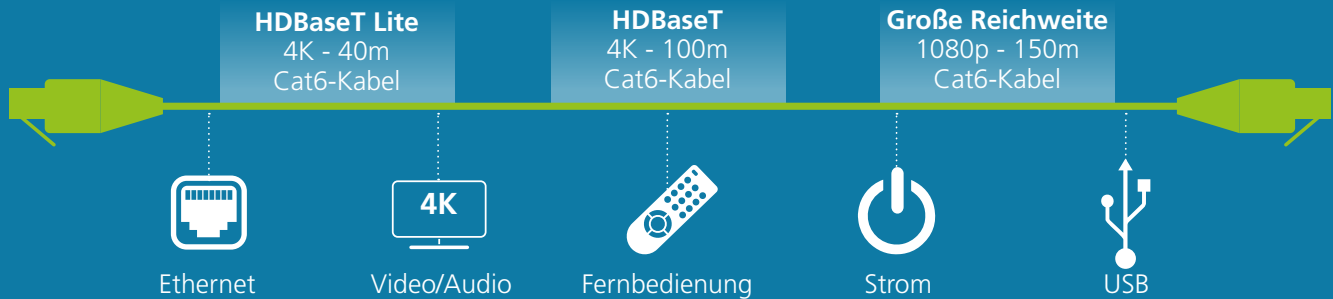 HDBaseT Lite
4K - 40m
Cat6-Kabel
HDBaseT
4K - 100m
Cat6-Kabel
Große Reichweite
1080p - 150m
Cat6-Kabel
4K
Ethernet
Video/Audio
Fernbedienung
Strom
USB